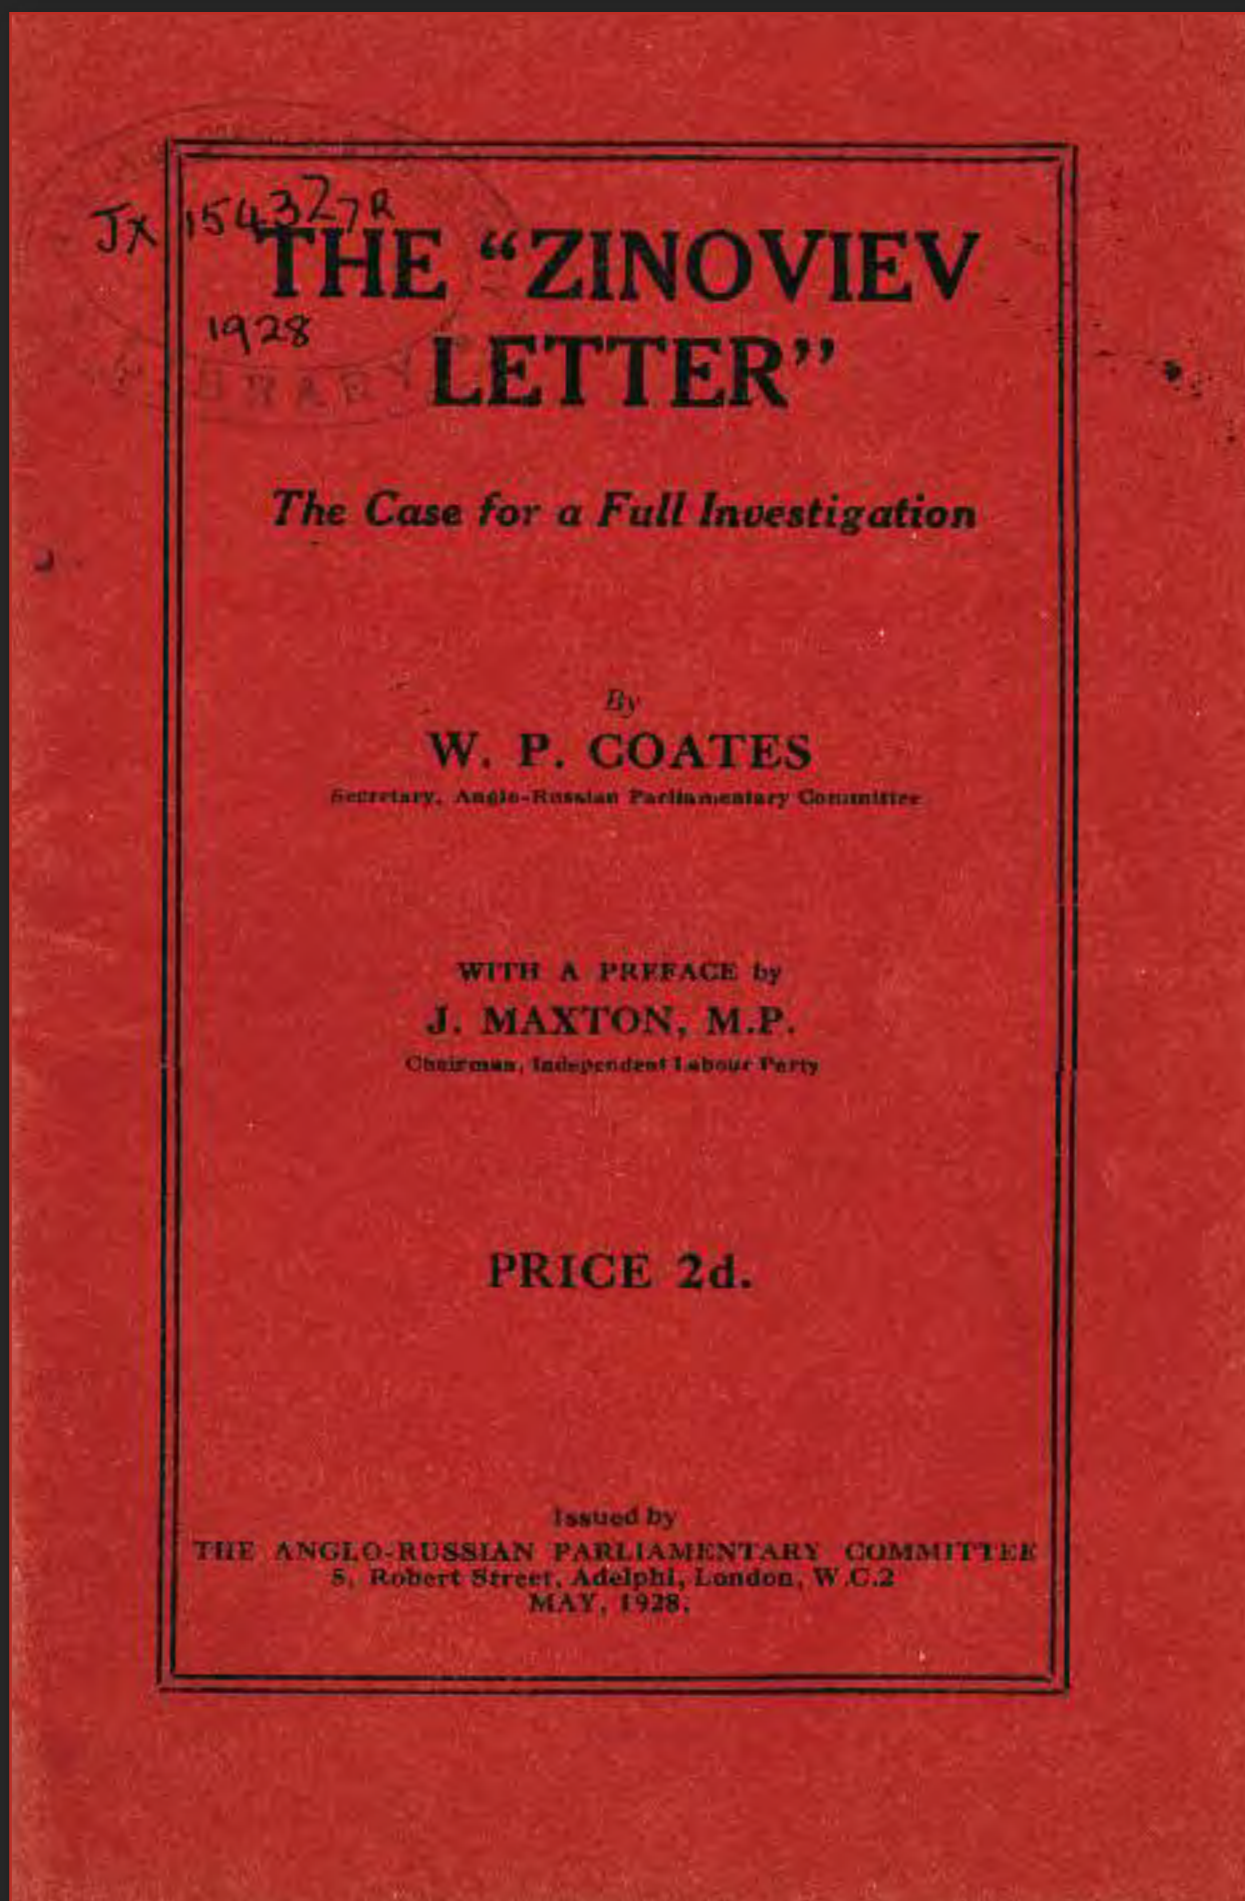 JX 154327R
1928
LIBRARY
THE “ZINOVIEV
LETTER”
The Case for a Full Investigation
By
W. P. COATES
Secretary, Anglo-Russian Parliamentary Committee
WITH A PREFACE by
J. MAXTON, M.P.
Chairman, Independent Labour Party
PRICE 2d.
Issued by
THE ANGLO-RUSSIAN PARLIAMENTARY COMMITTEE
5, Robert Street, Adelphi, London, W.C.2
MAY, 1928.